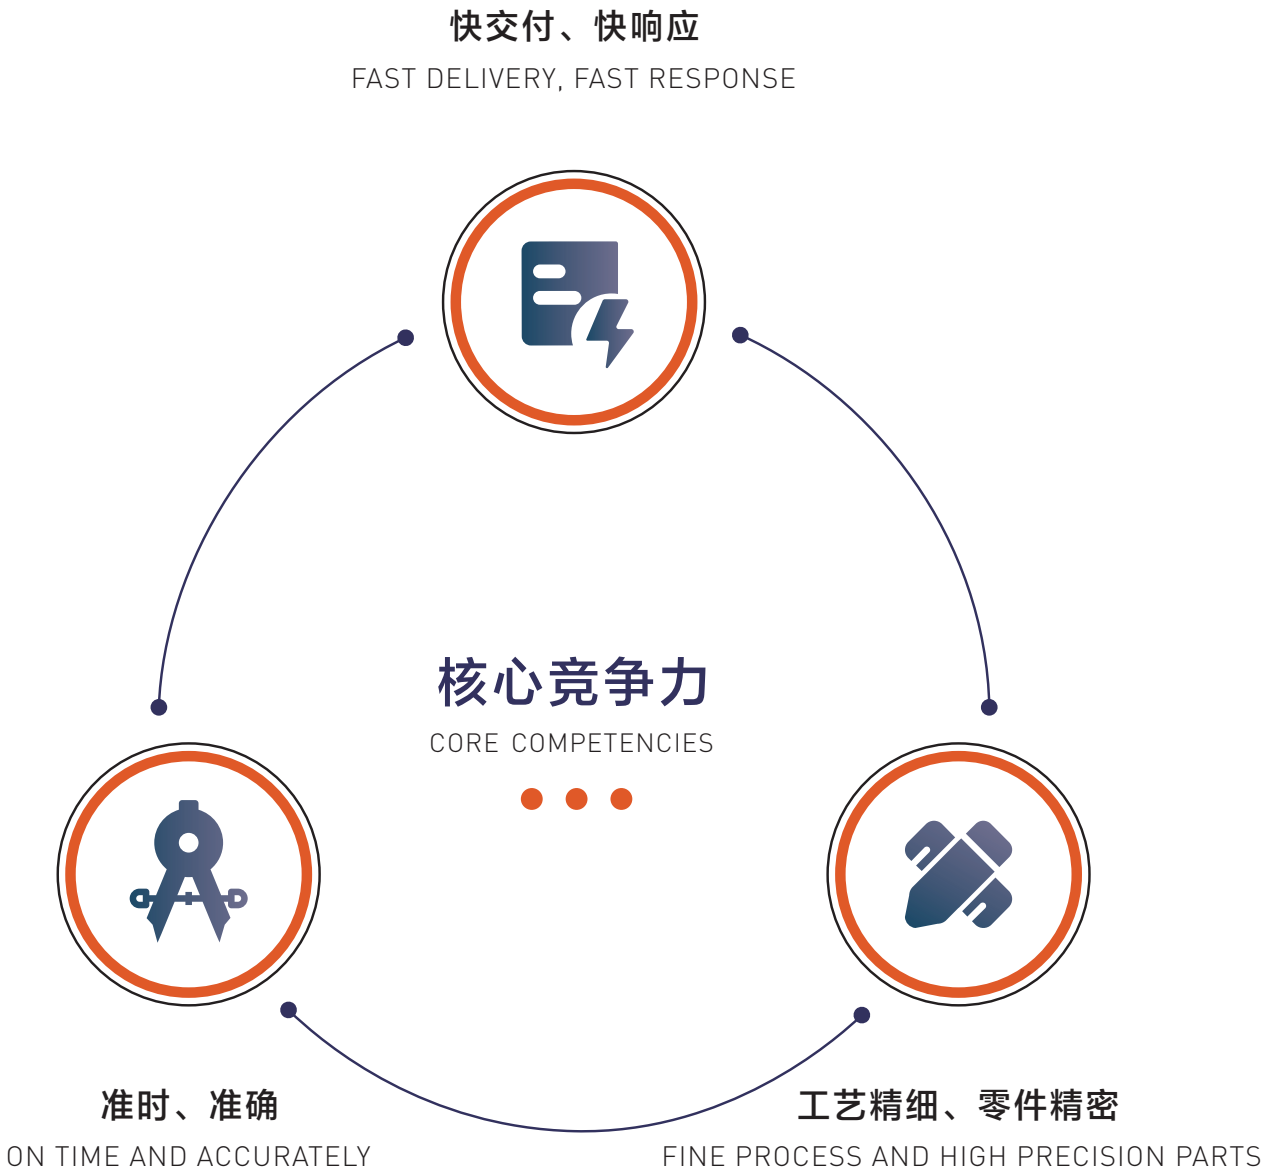 快交付、快响应
FAST DELIVERY, FAST RESPONSE
核心竞争力
CORE COMPETENCIES
准时、准确
ON TIME AND ACCURATELY
工艺精细、零件精密
FINE PROCESS AND HIGH PRECISION PARTS